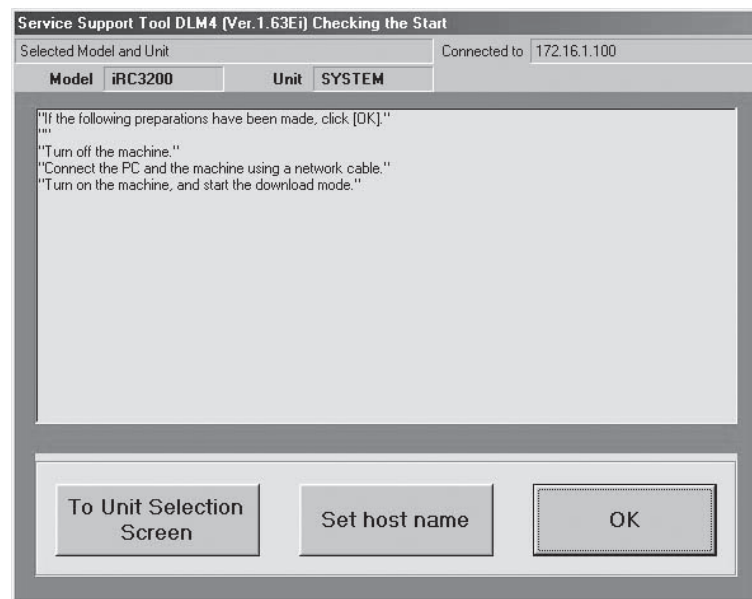 Service Support Tool DLM4 (Ver.1.63Ei) Checking the Start
Selected Model and Unit
Connected to 172.16.1.100
Model iRC3200 Unit SYSTEM
"If the following preparations have been made, click [OK]."
""
"Turn off the machine."
"Connect the PC and the machine using a network cable."
"Turn on the machine, and start the download mode."
To Unit Selection
Screen
Set host name
OK